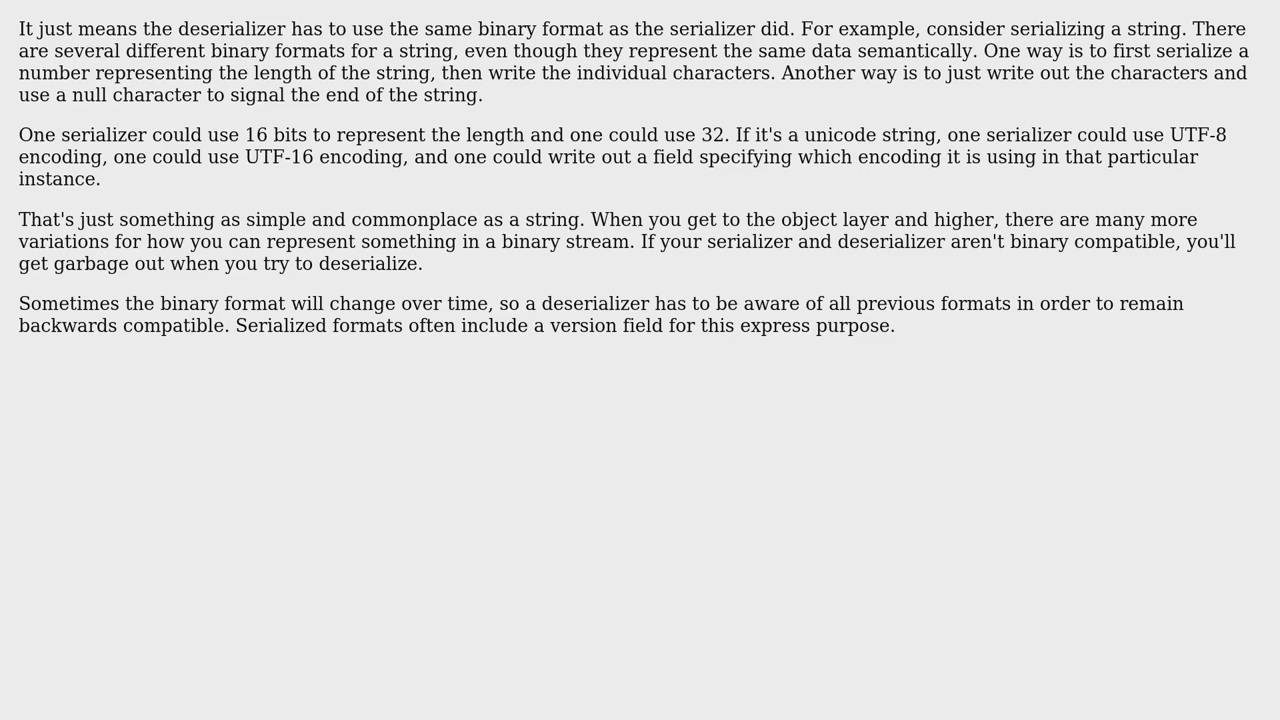 It just means the deserializer has to use the same binary format as the serializer did. For example, consider serializing a string. There
are several different binary formats for a string, even though they represent the same data semantically. One way is to first serialize a
number representing the length of the string, then write the individual characters. Another way is to just write out the characters and
use a null character to signal the end of the string.
One serializer could use 16 bits to represent the length and one could use 32. If it's a unicode string, one serializer could use UTF-8
encoding, one could use UTF-16 encoding, and one could write out a field specifying which encoding it is using in that particular
instance.
That's just something as simple and commonplace as a string. When you get to the object layer and higher, there are many more
variations for how you can represent something in a binary stream. If your serializer and deserializer aren't binary compatible, you'll
get garbage out when you try to deserialize.
Sometimes the binary format will change over time, so a deserializer has to be aware of all previous formats in order to remain
backwards compatible. Serialized formats often include a version field for this express purpose.